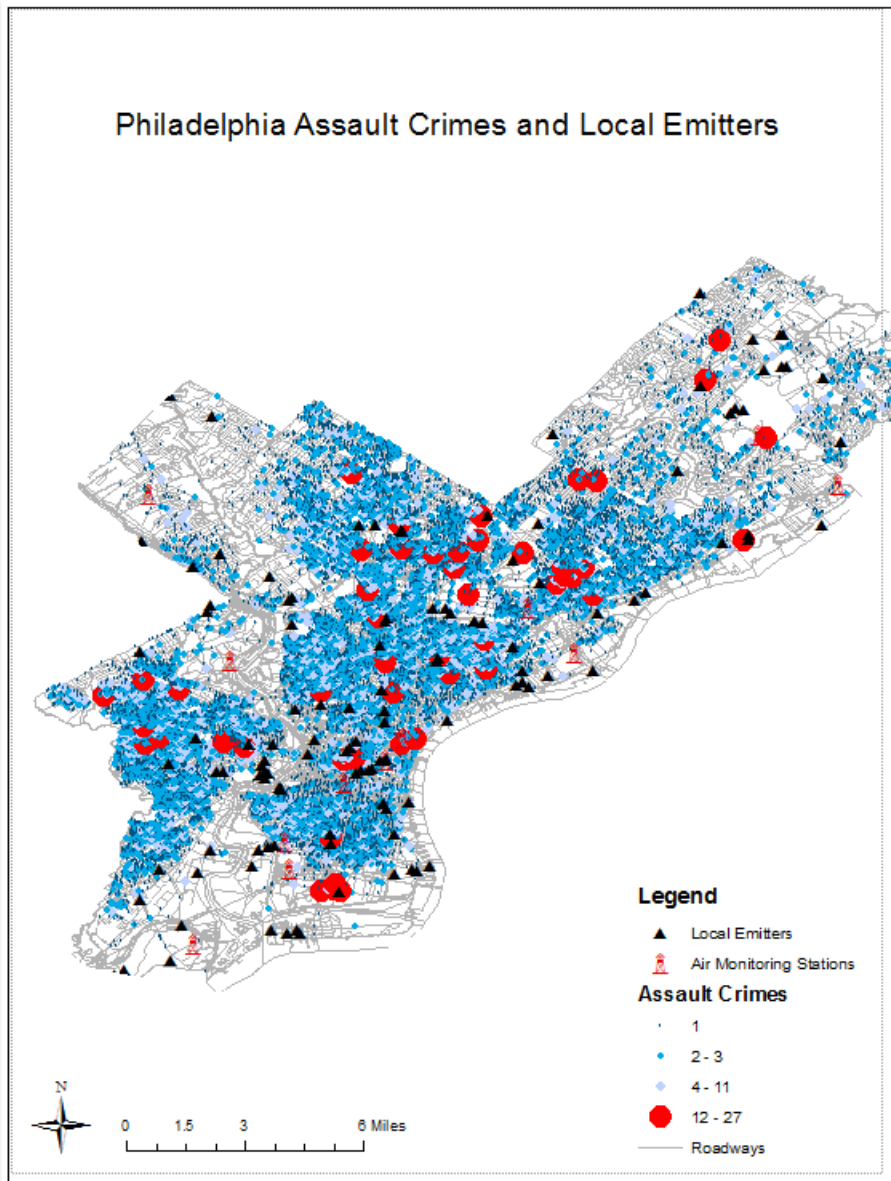 Philadelphia Assault Crimes and Local Emitters
Legend
Local Emitters
Air Monitoring Stations
Assault Crimes
1
2 - 3
4 - 11
12 - 27
Roadways
N
0 1.5 3 6 Miles